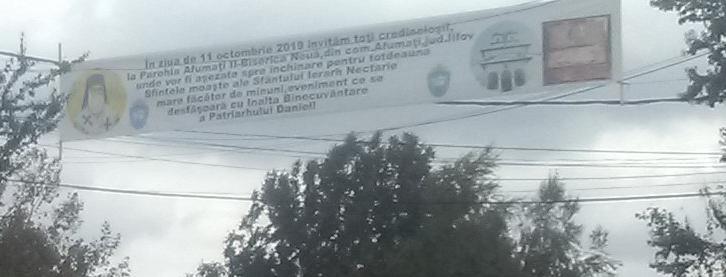 În ziua de 11 octombrie 2019 invităm toți credincioșii,
la Parohia Afumați II-Biserica Nouă,din com.Afumați,jud.Ilfov
unde vor fi așezate spre închinare pentru totdeauna
Sfintele moaște ale Sfântului Ierarh Nectarie
mare făcător de minuni,eveniment ce se
desfășoară cu Înalta Binecuvântare
a Patriarhului Daniel!